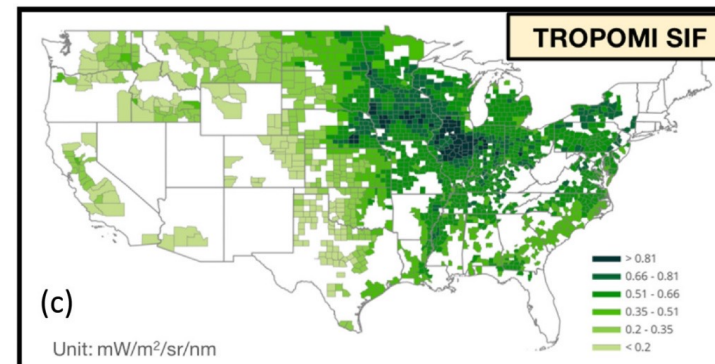 TROPOMI SIF
(c)
Unit: mW/m²/sr/nm
> 0.81
0.66 - 0.81
0.51 - 0.66
0.35 - 0.51
0.2 - 0.35
< 0.2